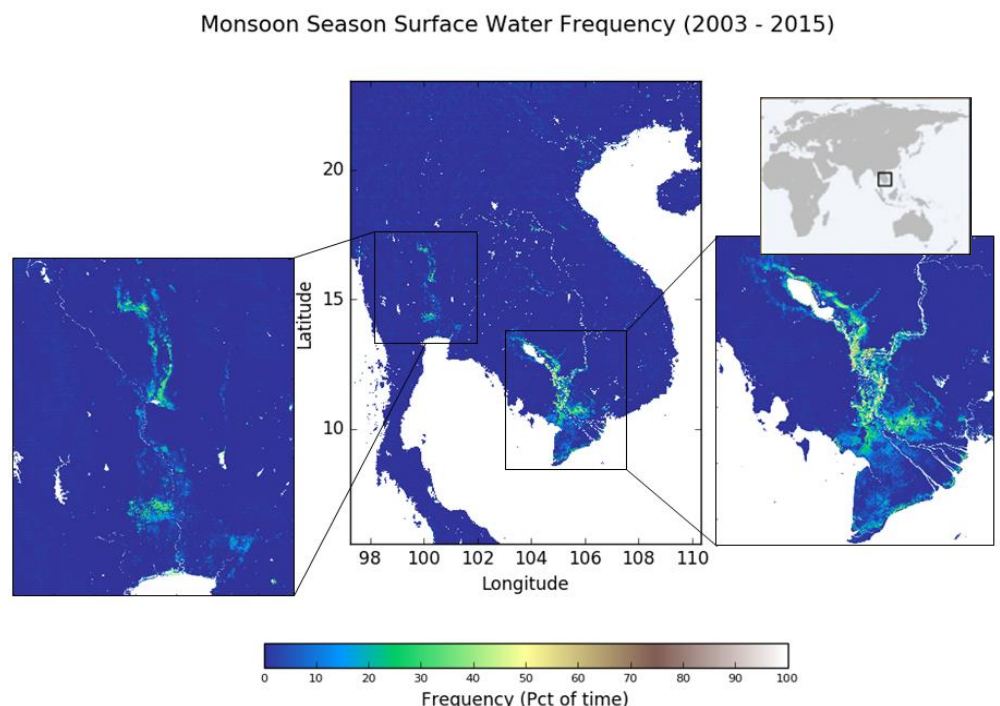 Monsoon Season Surface Water Frequency (2003 - 2015)
20
15
10
Latitude
98 100 102 104 106 108 110
Longitude
0 10 20 30 40 50 60 70 80 90 100
Frequency (Pct of time)